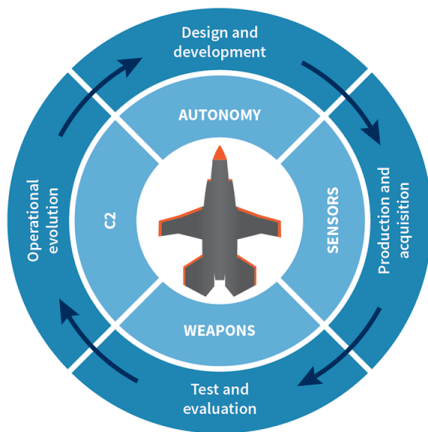 Design and
development
AUTONOMY
Operational
evolution
C2
SENSORS
Production and
acquisition
WEAPONS
Test and
evaluation